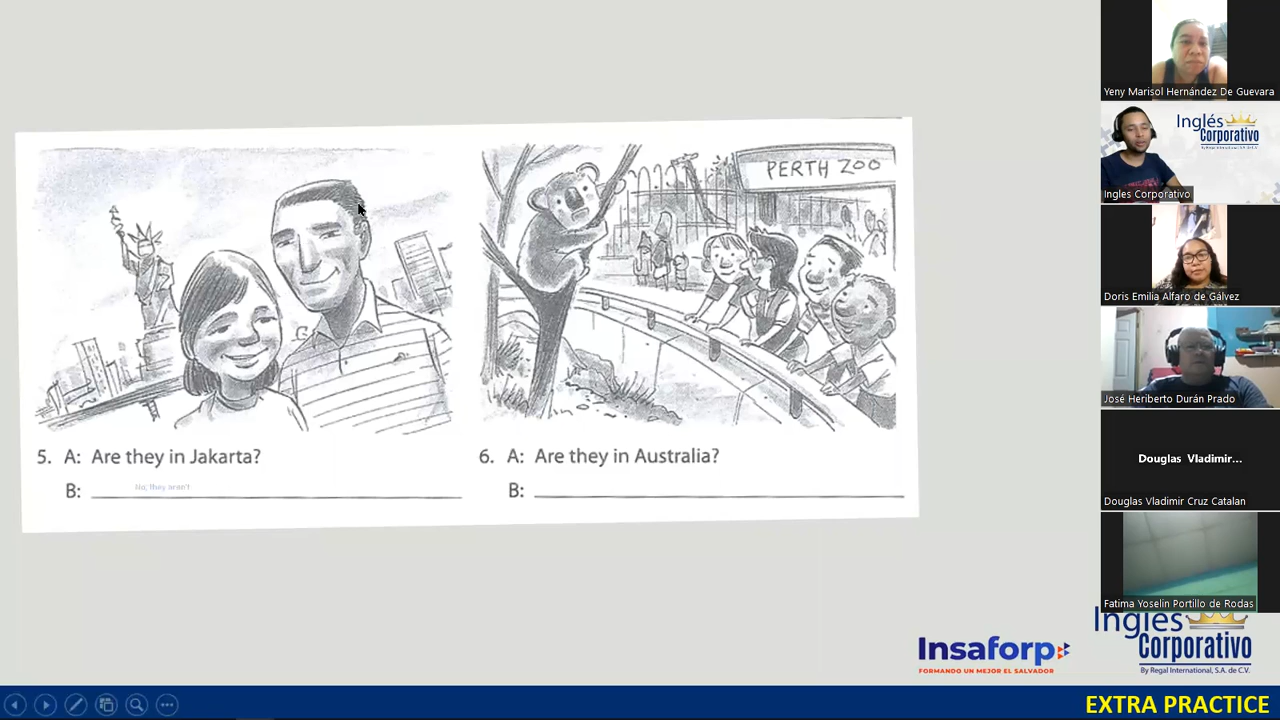 PERTH ZOO
5. A: Are they in Jakarta?
B: No, they aren't
6. A: Are they in Australia?
B:
Yeny Marisol Hernández De Guevara
Inglés
Corporativo
Ingles Corporativo
Doris Emilia Alfaro de Gálvez
José Heriberto Durán Prado
Douglas Vladimir...
Douglas Vladimir Cruz Catalan
Fatima Yoselin Portillo de Rodas
Insaforp
FORMANDO UN MEJOR EL SALVADOR
Inglés
Corporativo
By Regal International, S.A. de C.V.
EXTRA PRACTICE